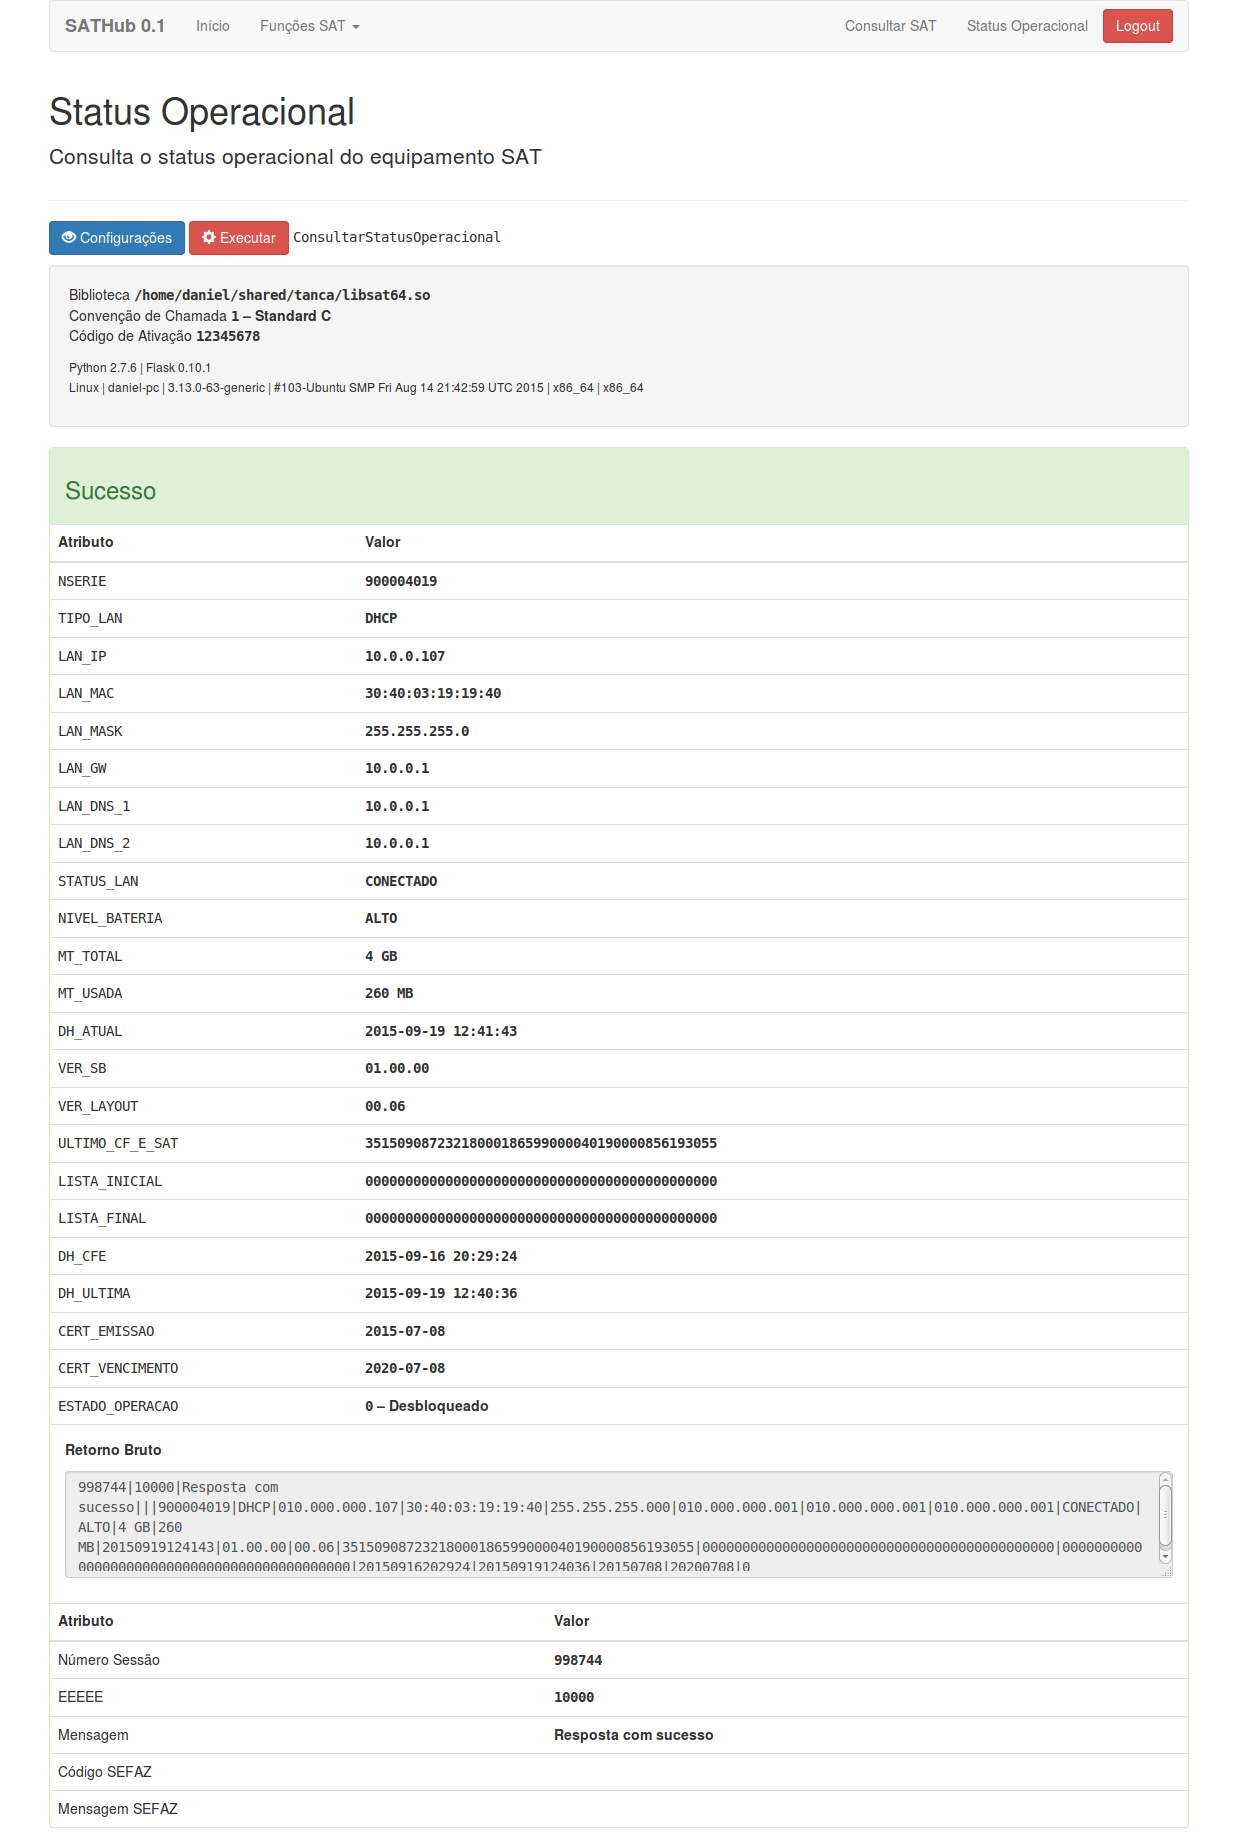 SATHub 0.1 Início Funções SAT Consultar SAT Status Operacional Logout
Status Operacional
Consulta o status operacional do equipamento SAT
Configurações Executar ConsultarStatusOperacional
Biblioteca /home/daniel/shared/tanca/libsat64.so
Convenção de Chamada 1 – Standard C
Código de Ativação 12345678
Python 2.7.6 | Flask 0.10.1
Linux | daniel-pc | 3.13.0-63-generic | #103-Ubuntu SMP Fri Aug 14 21:42:59 UTC 2015 | x86_64 | x86_64
Sucesso
Atributo Valor
NSERIE 900004019
TIPO_LAN DHCP
LAN_IP 10.0.0.107
LAN_MAC 30:40:03:19:19:40
LAN_MASK 255.255.255.0
LAN_GW 10.0.0.1
LAN_DNS_1 10.0.0.1
LAN_DNS_2 10.0.0.1
STATUS_LAN CONECTADO
NIVEL_BATERIA ALTO
MT_TOTAL 4 GB
MT_USADA 260 MB
DH_ATUAL 2015-09-19 12:41:43
VER_SB 01.00.00
VER_LAYOUT 00.06
ULTIMO_CF_E_SAT 35150908723218000186599000040190000856193055
LISTA_INICIAL 00000000000000000000000000000000000000000000
LISTA_FINAL 00000000000000000000000000000000000000000000
DH_CFE 2015-09-16 20:29:24
DH_ULTIMA 2015-09-19 12:40:36
CERT_EMISSAO 2015-07-08
CERT_VENCIMENTO 2020-07-08
ESTADO_OPERACAO 0 – Desbloqueado
Retorno Bruto
998744|10000|Resposta com
sucesso|||900004019|DHCP|010.000.000.107|30:40:03:19:19:40|255.255.255.000|010.000.000.001|010.000.000.001|010.000.000.001|CONECTADO|
ALTO|4 GB|260
MB|20150919124143|01.00.00|00.06|35150908723218000186599000040190000856193055|00000000000000000000000000000000000000000000|0000000000
0000000000000000000000000000000000|20150916202924|20150919124036|20150708|20200708|0
Atributo Valor
Número Sessão 998744
EEEEE 10000
Mensagem Resposta com sucesso
Código SEFAZ
Mensagem SEFAZ